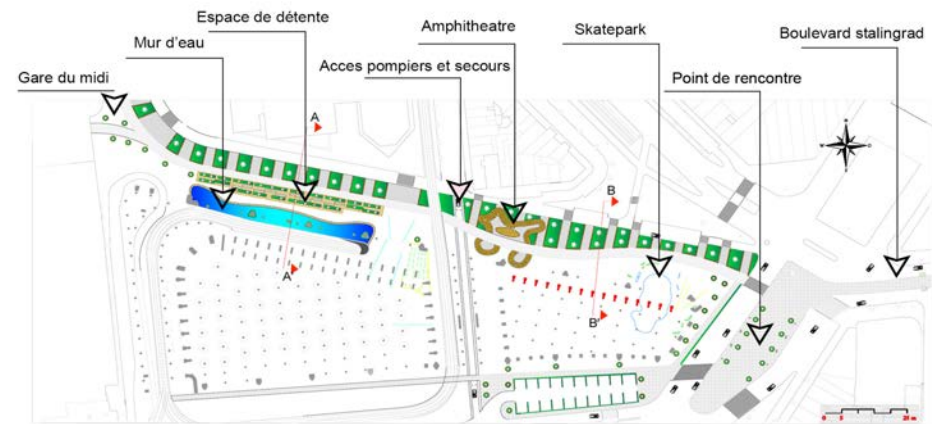 Espace de détente
Mur d'eau
Gare du midi
Amphitheatre
Acces pompiers et secours
Skatepark
Point de rencontre
Boulevard stalingrad
A
A'
B
B'